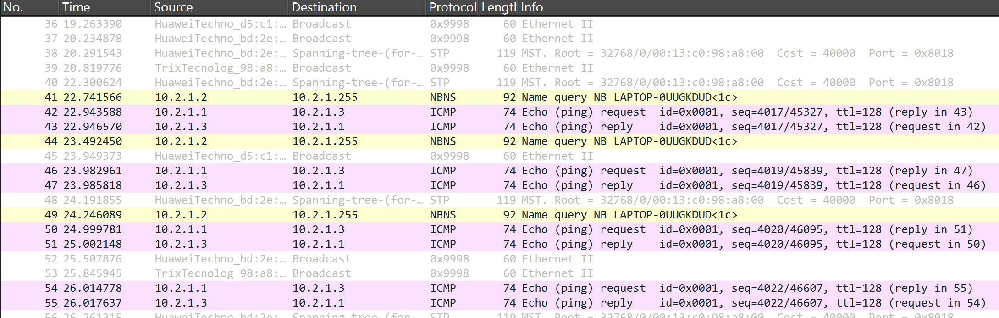 No. Time Source Destination Protocol Length Info
36 19.263390 HuaweiTechno_d5:c1:… Broadcast 0x9998 60 Ethernet II
37 20.234878 HuaweiTechno_bd:2e:… Broadcast 0x9998 60 Ethernet II
38 20.291543 HuaweiTechno_bd:2e:… Spanning-tree-(for-… STP 119 MST. Root = 32768/0/00:13:c0:98:a8:00 Cost = 40000 Port = 0x8018
39 20.819776 TrixTecnolog_98:a8:… Broadcast 0x9998 60 Ethernet II
40 22.300624 HuaweiTechno_bd:2e:… Spanning-tree-(for-… STP 119 MST. Root = 32768/0/00:13:c0:98:a8:00 Cost = 40000 Port = 0x8018
41 22.741566 10.2.1.2 10.2.1.255 NBNS 92 Name query NB LAPTOP-0UUGKDUD<1c>
42 22.943588 10.2.1.1 10.2.1.3 ICMP 74 Echo (ping) request id=0x0001, seq=4017/45327, ttl=128 (reply in 43)
43 22.946570 10.2.1.3 10.2.1.1 ICMP 74 Echo (ping) reply id=0x0001, seq=4017/45327, ttl=128 (request in 42)
44 23.492450 10.2.1.2 10.2.1.255 NBNS 92 Name query NB LAPTOP-0UUGKDUD<1c>
45 23.949373 HuaweiTechno_d5:c1:… Broadcast 0x9998 60 Ethernet II
46 23.982961 10.2.1.1 10.2.1.3 ICMP 74 Echo (ping) request id=0x0001, seq=4019/45839, ttl=128 (reply in 47)
47 23.985818 10.2.1.3 10.2.1.1 ICMP 74 Echo (ping) reply id=0x0001, seq=4019/45839, ttl=128 (request in 46)
48 24.191855 HuaweiTechno_bd:2e:… Spanning-tree-(for-… STP 119 MST. Root = 32768/0/00:13:c0:98:a8:00 Cost = 40000 Port = 0x8018
49 24.246089 10.2.1.2 10.2.1.255 NBNS 92 Name query NB LAPTOP-0UUGKDUD<1c>
50 24.999781 10.2.1.1 10.2.1.3 ICMP 74 Echo (ping) request id=0x0001, seq=4020/46095, ttl=128 (reply in 51)
51 25.002148 10.2.1.3 10.2.1.1 ICMP 74 Echo (ping) reply id=0x0001, seq=4020/46095, ttl=128 (request in 50)
52 25.507876 HuaweiTechno_bd:2e:… Broadcast 0x9998 60 Ethernet II
53 25.845945 TrixTecnolog_98:a8:… Broadcast 0x9998 60 Ethernet II
54 26.014778 10.2.1.1 10.2.1.3 ICMP 74 Echo (ping) request id=0x0001, seq=4022/46607, ttl=128 (reply in 55)
55 26.017637 10.2.1.3 10.2.1.1 ICMP 74 Echo (ping) reply id=0x0001, seq=4022/46607, ttl=128 (request in 54)
56 26.261315 HuaweiTechno_bd:2e:… Spanning-tree-(for-… STP 119 MST. Root = 32768/0/00:13:c0:98:a8:00 Cost = 40000 Port = 0x8018